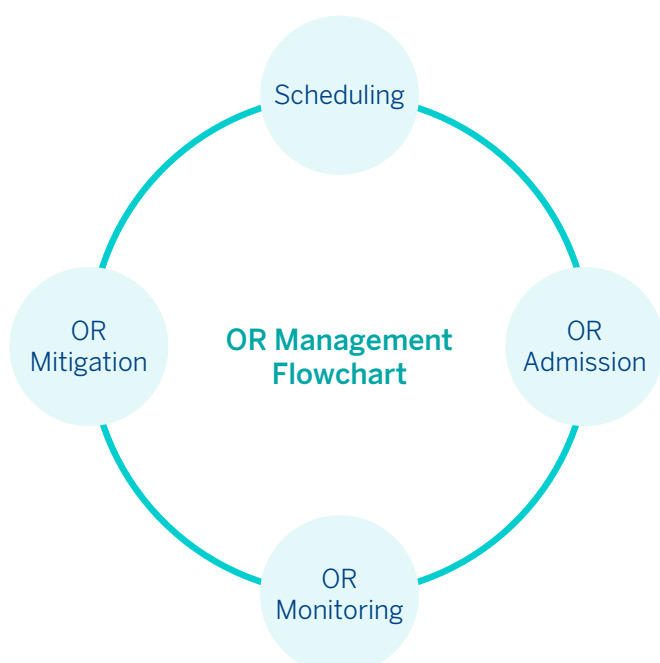 Scheduling
OR
Mitigation
OR Management
Flowchart
OR
Admission
OR
Monitoring